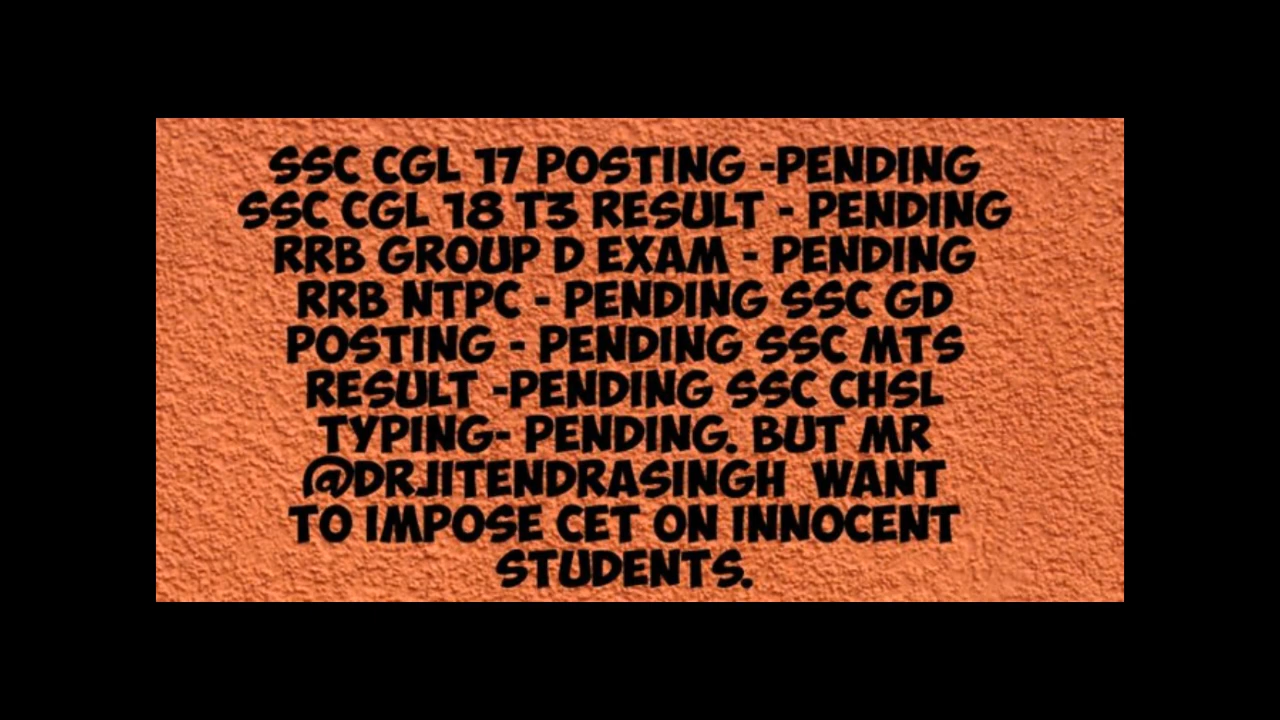 SSC CGL 17 POSTING -PENDING
SSC CGL 18 T3 RESULT - PENDING
RRB GROUP D EXAM - PENDING
RRB NTPC - PENDING SSC GD
POSTING - PENDING SSC MTS
RESULT -PENDING SSC CHSL
TYPING- PENDING. BUT MR
@DRJITENDRASINGH WANT
TO IMPOSE CET ON INNOCENT
STUDENTS.